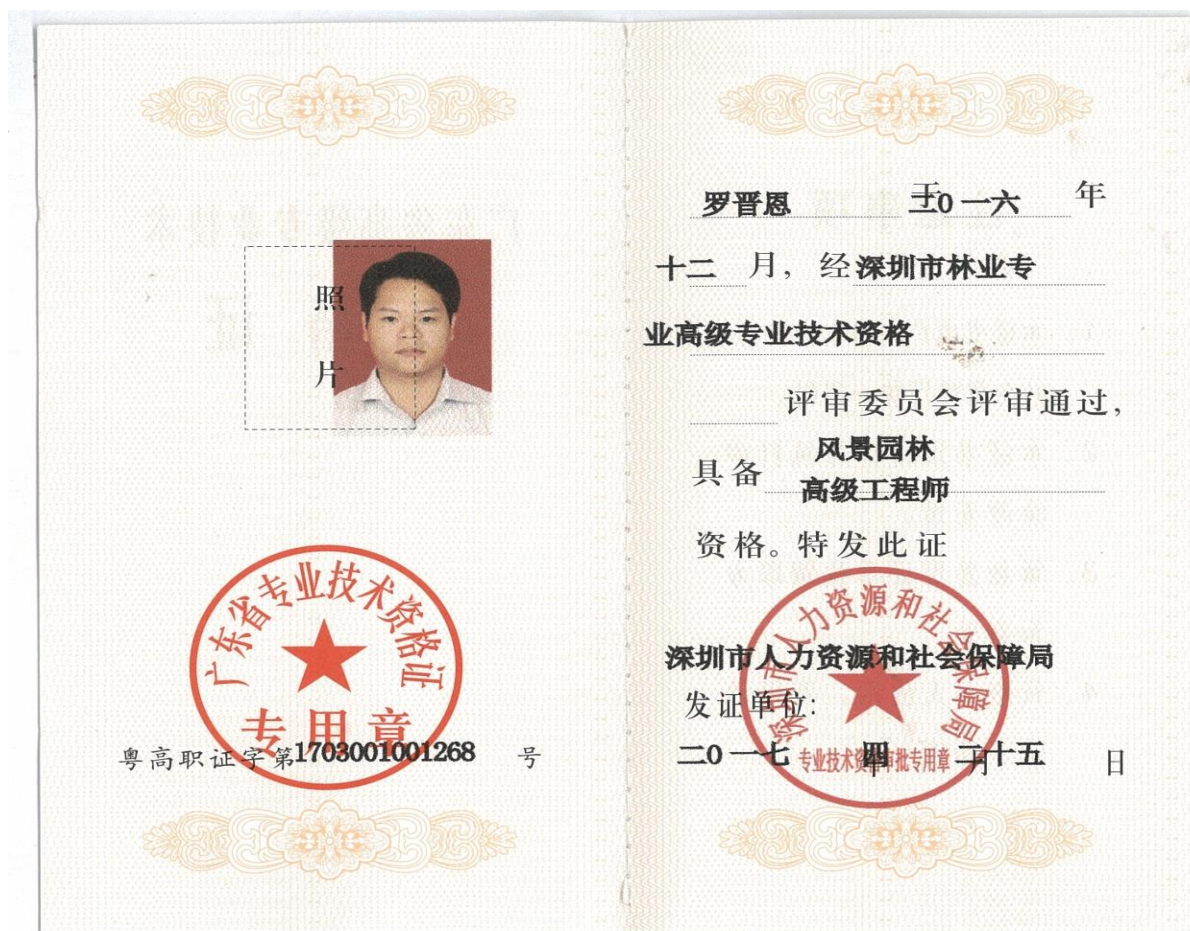 照
片
广东省专业技术资格证
专用章
粤高职证字第1703001001268 号
罗晋恩 于二0一六 年
十二 月，经深圳市林业专
业高级专业技术资格
评审委员会评审通过，
具备 风景园林
高级工程师
资格。特发此证
深圳市人力资源和社会保障局
深圳市人力资源和社会保障局
发证单位：
专业技术资格审批专用章
二0一七 年 四 月 二十五 日